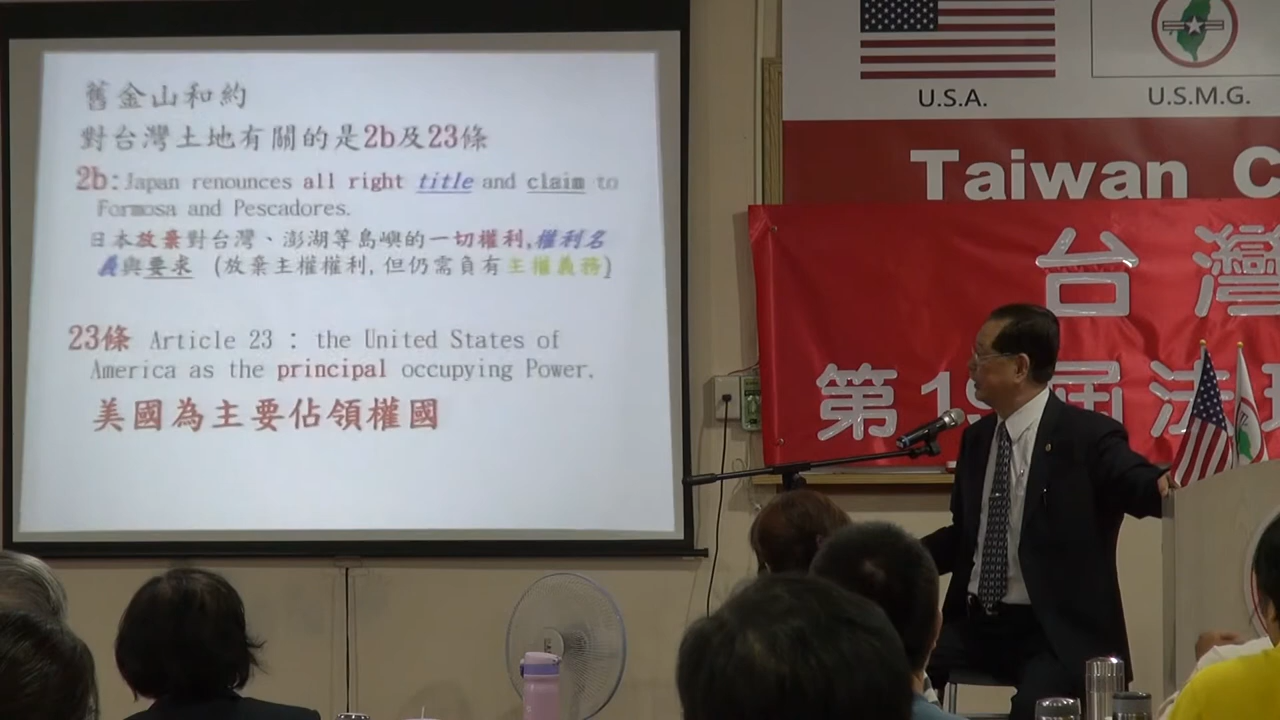 舊金山和約
對台灣土地有關的是2b及23條
2b:Japan renounces all right title and claim to
Formosa and Pescadores.
日本放棄對台灣、澎湖等島嶼的一切權利,權利名
義與要求 (放棄主權權利, 但仍需負有主權義務)
23條 Article 23 : the United States of
America as the principal occupying Power.
美國為主要佔領權國
U.S.A.
U.S.M.G.
Taiwan C
台灣
第19屆法理